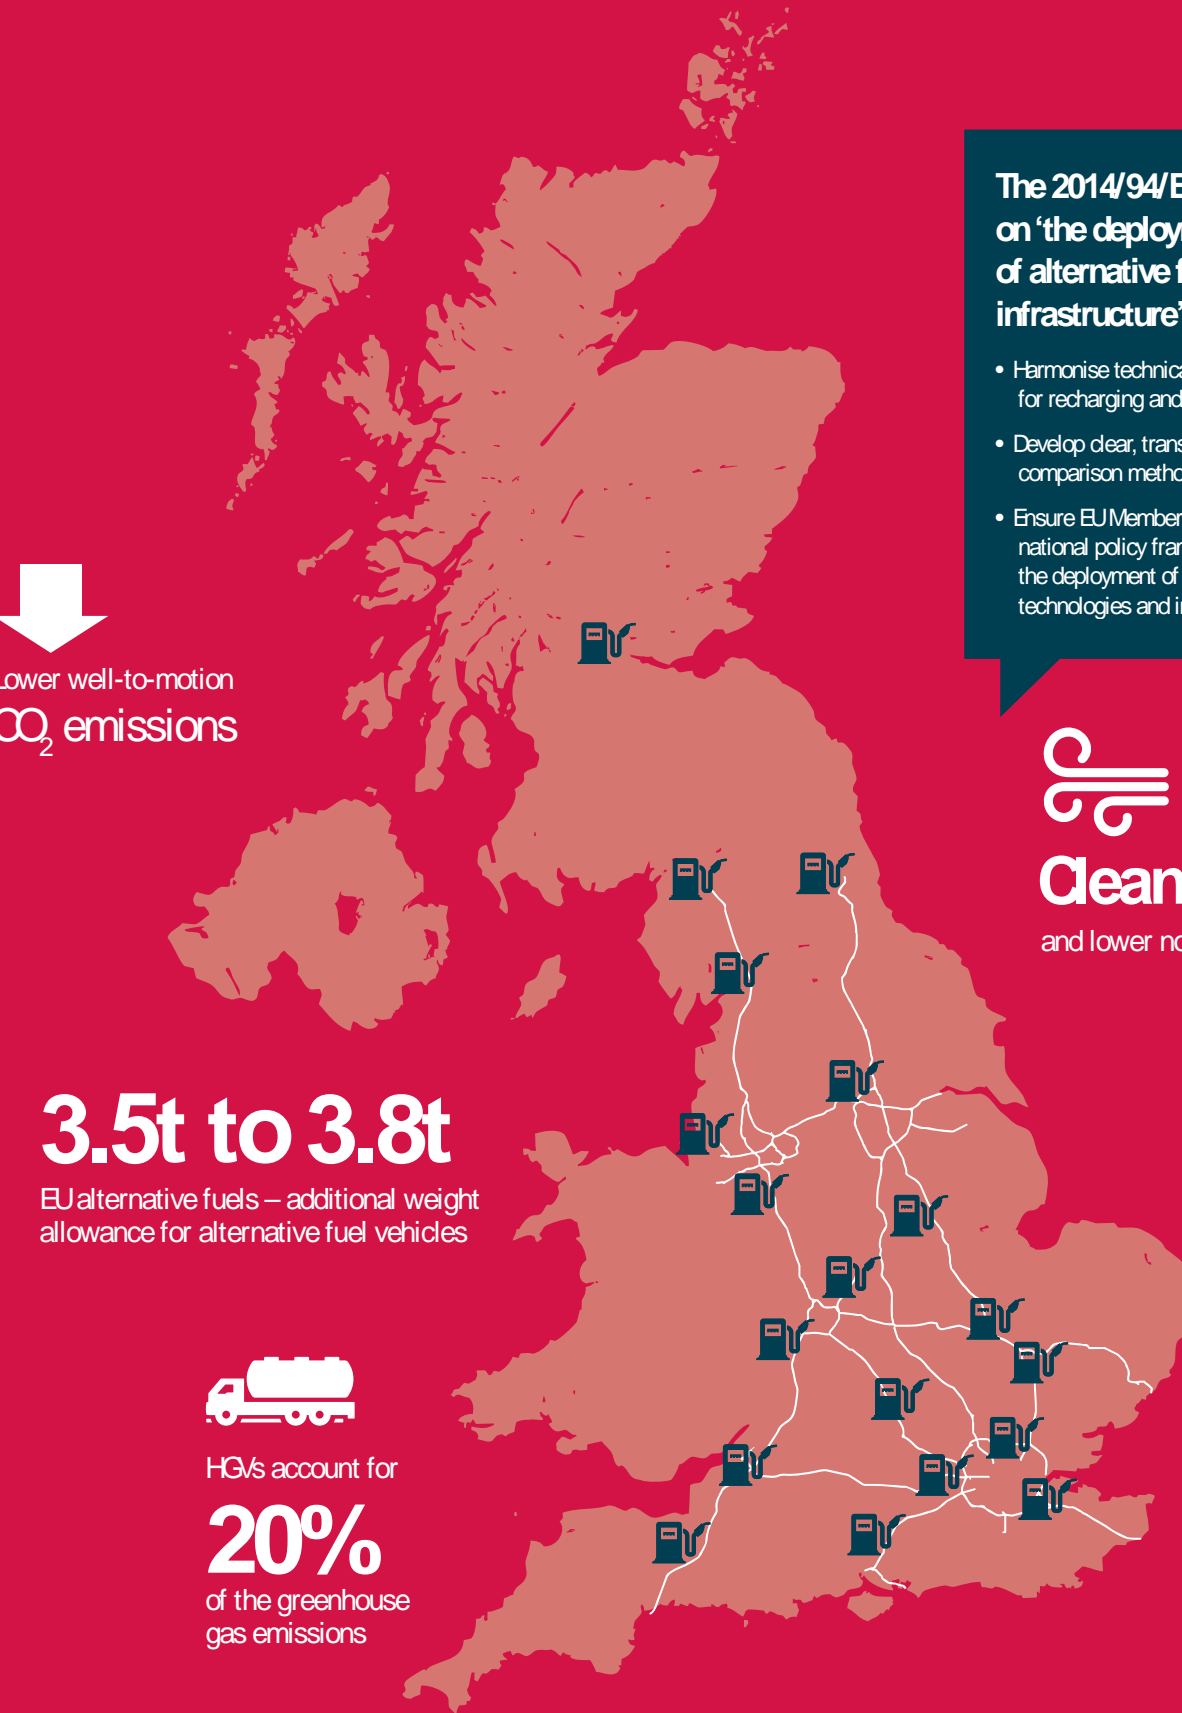 The 2014/94/E
on ‘the deploy
of alternative f
infrastructure’
• Harmonise technica
for recharging and
• Develop clear, trans
comparison metho
• Ensure EU Member
national policy fra
the deployment of
technologies and i
Lower well-to-motion
CO2 emissions
Clean
and lower no
3.5t to 3.8t
EU alternative fuels – additional weight
allowance for alternative fuel vehicles
HGVs account for
20%
of the greenhouse
gas emissions